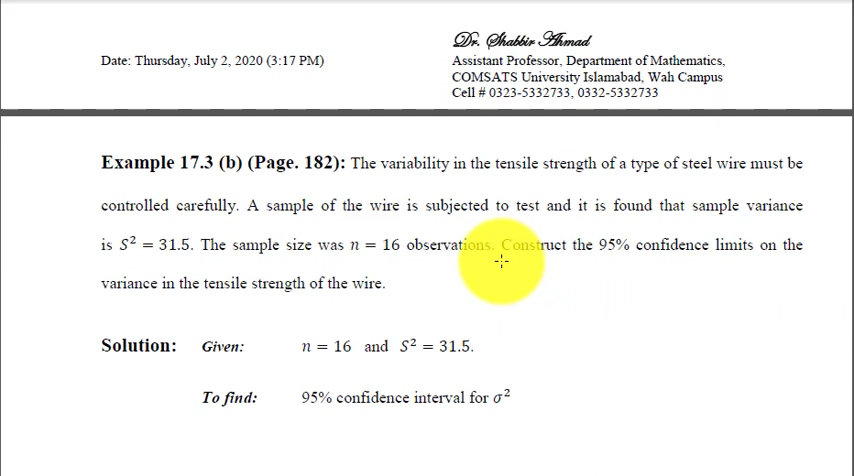 Dr. Shabbir Ahmad
Date: Thursday, July 2, 2020 (3:17 PM)
Assistant Professor, Department of Mathematics,
COMSATS University Islamabad, Wah Campus
Cell # 0323-5332733, 0332-5332733
Example 17.3 (b) (Page. 182): The variability in the tensile strength of a type of steel wire must be
controlled carefully. A sample of the wire is subjected to test and it is found that sample variance
is S² = 31.5. The sample size was n = 16 observations. Construct the 95% confidence limits on the
variance in the tensile strength of the wire.
Solution: Given: n = 16 and S² = 31.5.
To find: 95% confidence interval for σ²